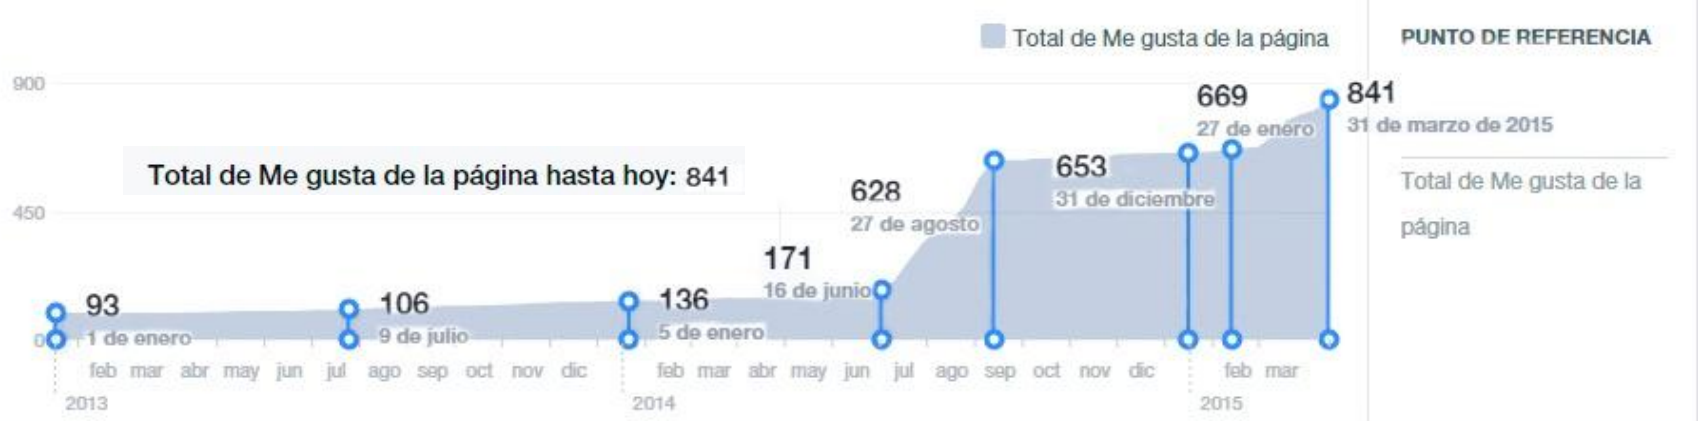 Total de Me gusta de la página
PUNTO DE REFERENCIA
900
669
27 de enero
841
31 de marzo de 2015
Total de Me gusta de la página hasta hoy: 841
653
31 de diciembre
628
27 de agosto
Total de Me gusta de la
página
450
171
16 de junio
93
1 de enero
106
9 de julio
136
5 de enero
0
feb mar abr may jun jul ago sep oct nov dic feb mar abr may jun jul ago sep oct nov dic feb mar
2013 2014 2015